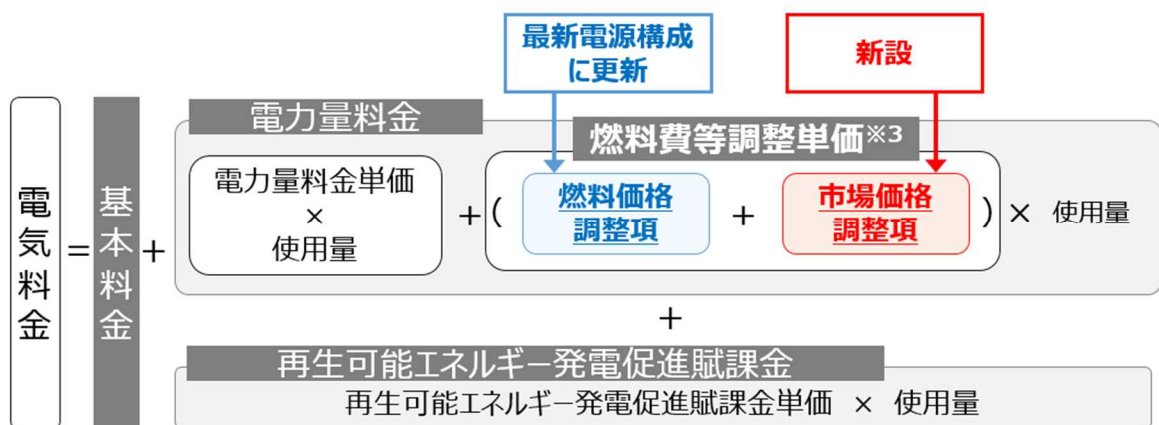 最新電源構成
に更新
新設
電力量料金
燃料費等調整単価※3
電気料金
=
基本料金
+
電力量料金単価
×
使用量
+
(
燃料価格
調整項
+
市場価格
調整項
)
× 使用量
+
再生可能エネルギー発電促進賦課金
再生可能エネルギー発電促進賦課金単価 × 使用量